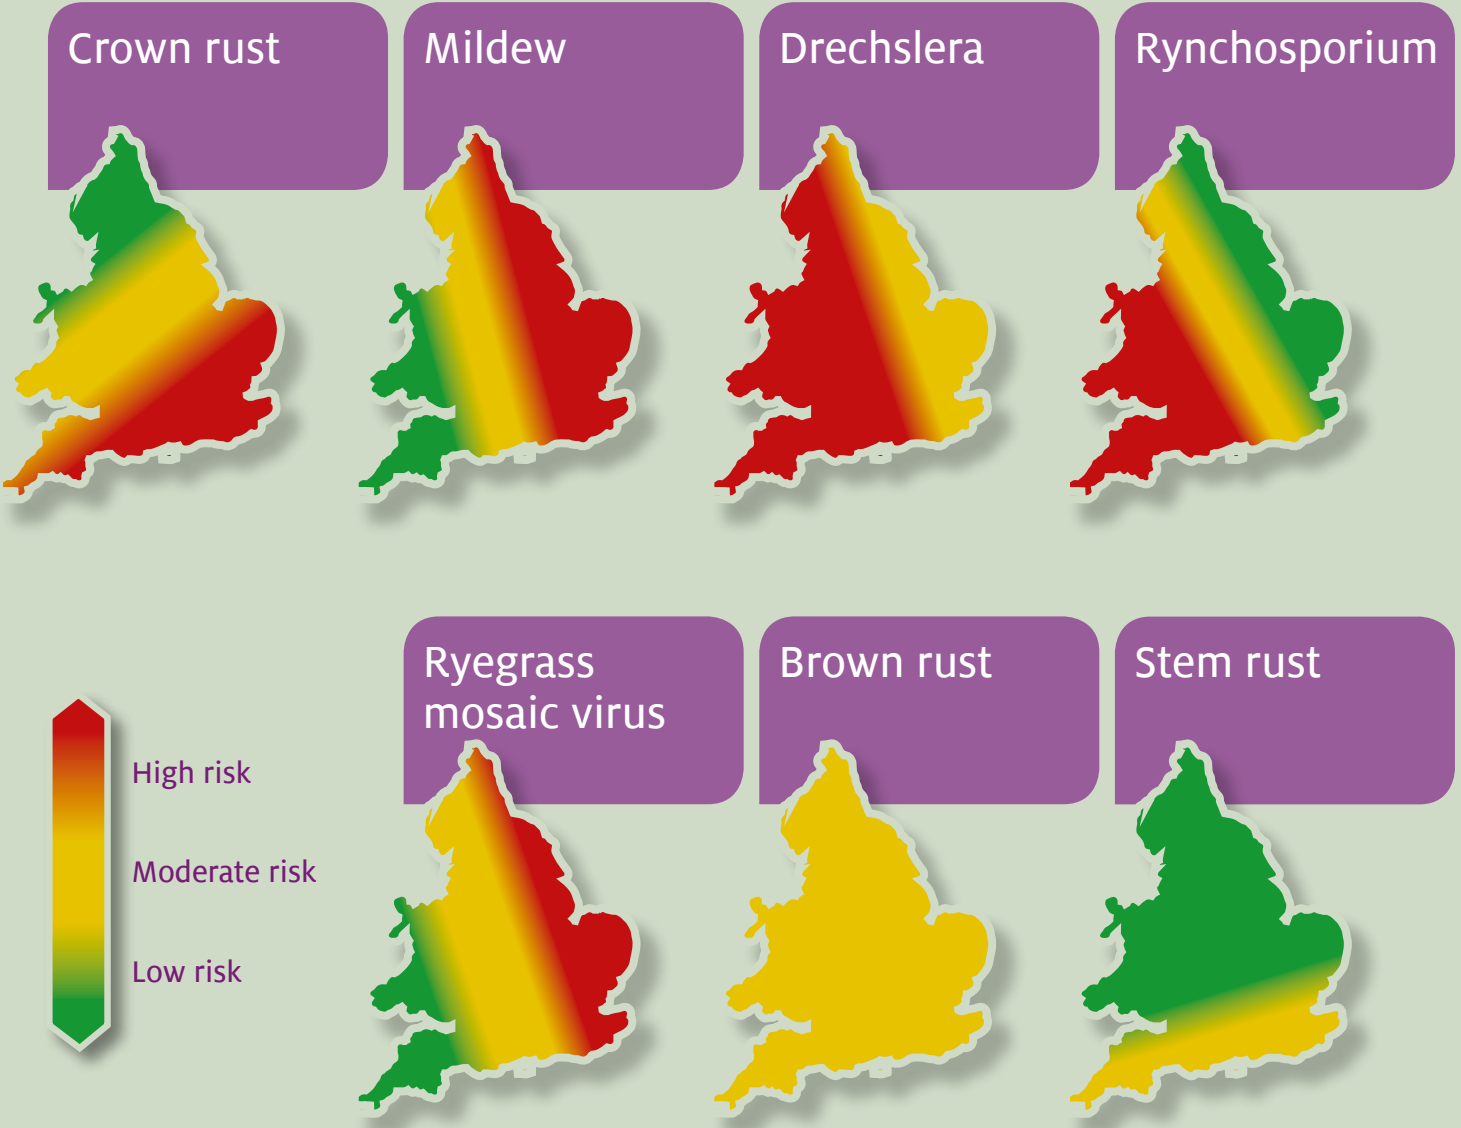 Crown rust
Mildew
Drechslera
Rynchosporium
Ryegrass
mosaic virus
Brown rust
Stem rust
High risk
Moderate risk
Low risk